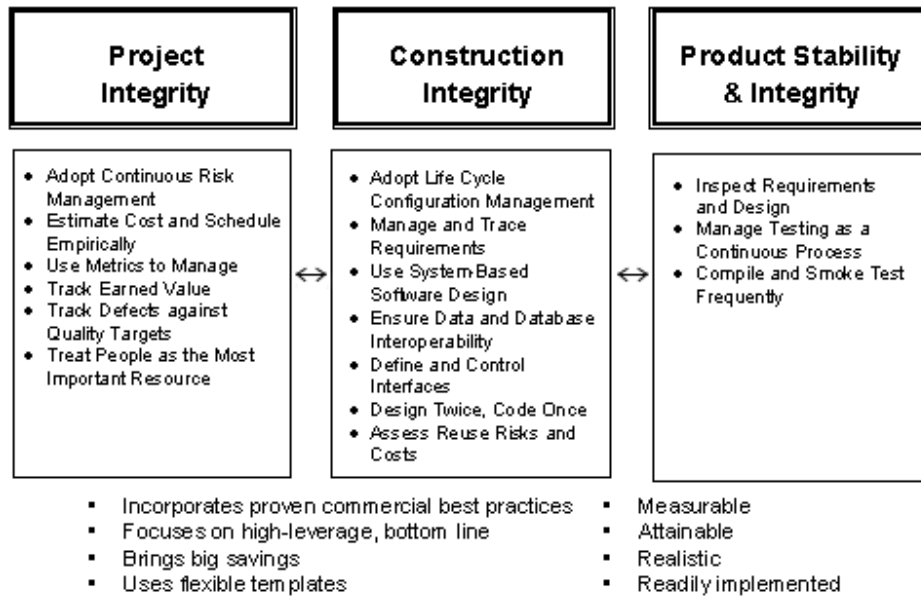 Project
Integrity
Construction
Integrity
Product Stability
& Integrity
• Adopt Continuous Risk
Management
• Estimate Cost and Schedule
Empirically
• Use Metrics to Manage
• Track Earned Value
• Track Defects against
Quality Targets
• Treat People as the Most
Important Resource
↔
• Adopt Life Cycle
Configuration Management
• Manage and Trace
Requirements
• Use System-Based
Software Design
• Ensure Data and Database
Interoperability
• Define and Control
Interfaces
• Design Twice, Code Once
• Assess Reuse Risks and
Costs
↔
• Inspect Requirements
and Design
• Manage Testing as a
Continuous Process
• Compile and Smoke Test
Frequently
▪ Incorporates proven commercial best practices
▪ Focuses on high-leverage, bottom line
▪ Brings big savings
▪ Uses flexible templates
▪ Measurable
▪ Attainable
▪ Realistic
▪ Readily implemented